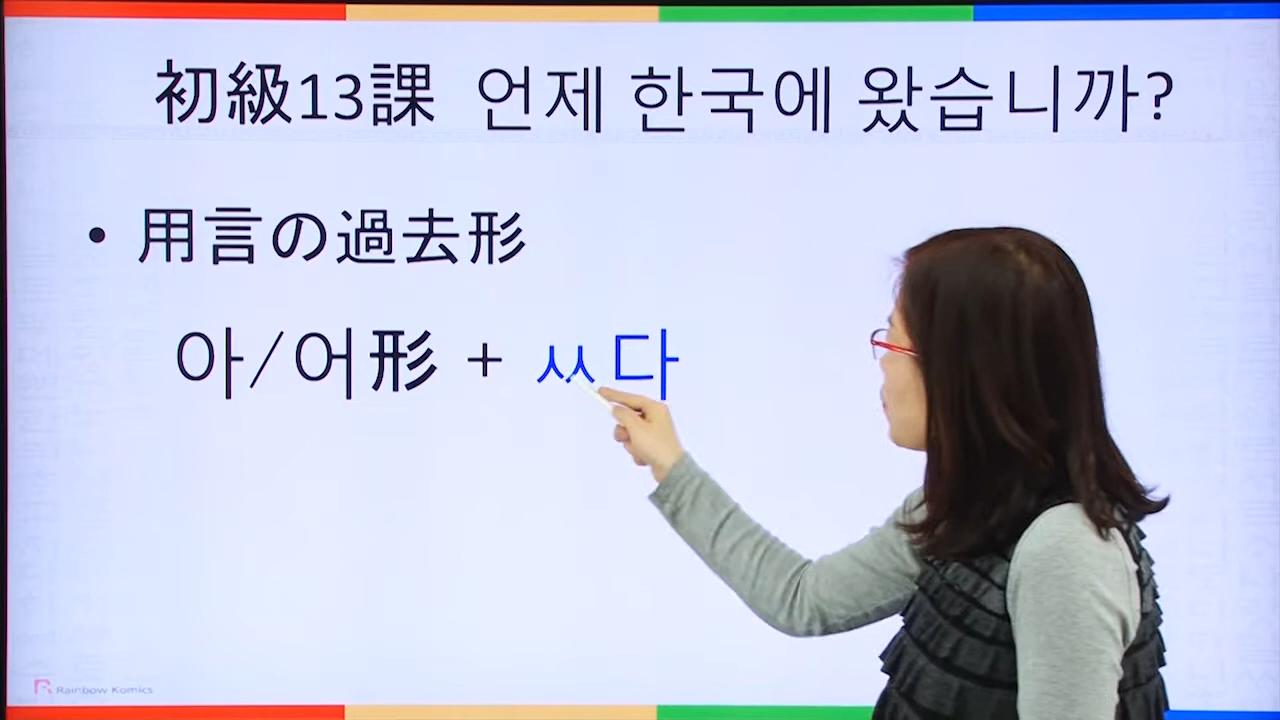 初級13課 언제 한국에 왔습니까?
• 用言の過去形
아/어形 + ㅆ다
Rainbow Komics